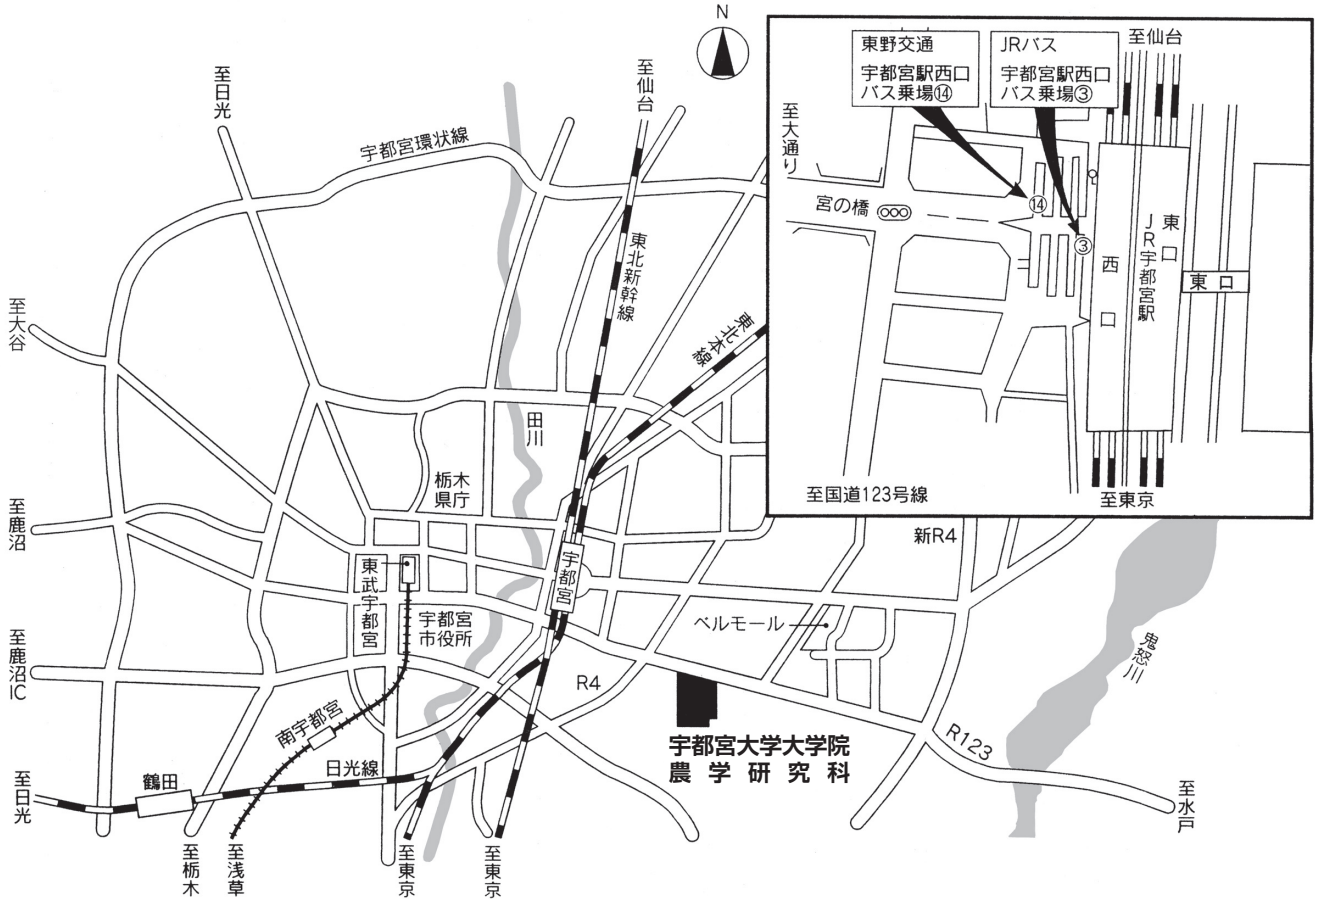 N
至日光
宇都宮環状線
至仙台
東北新幹線
東北本線
至大谷
田川
栃木
県庁
至鹿沼
宇都宮
東武宇都宮
宇都宮
市役所
新R4
ベルモール
鬼怒川
至鹿沼IC
R4
宇都宮大学大学院
農学研究科
R123
南宇都宮
日光線
鶴田
至日光
至水戸
至栃木
至浅草
至東京
至東京
東野交通
宇都宮駅西口
バス乗場⑭
JRバス
宇都宮駅西口
バス乗場③
至仙台
至大通り
宮の橋
⑭
③
西口
JR宇都宮駅
東口
東口
至国道123号線
至東京